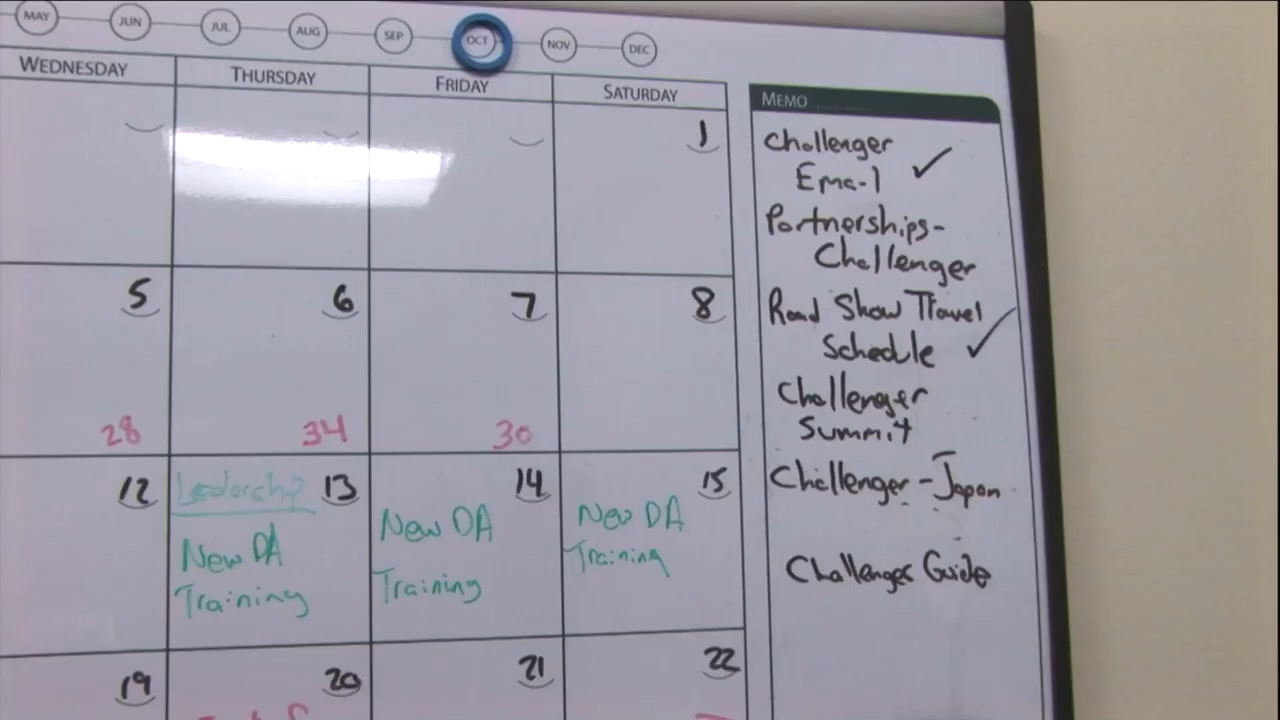 MAY JUN JUL AUG SEP OCT NOV DEC
WEDNESDAY THURSDAY FRIDAY SATURDAY
MEMO
1
Challenger
Email
Partnerships-
Challenger
5 6 7 8
Road Show Travel
Schedule
Challenger
Summit
28 34 30
12 13 14 15
Leadership
Challenger - Japan
New DA New DA New DA
Training Training Training
Challenger Guide
19 20 21 22